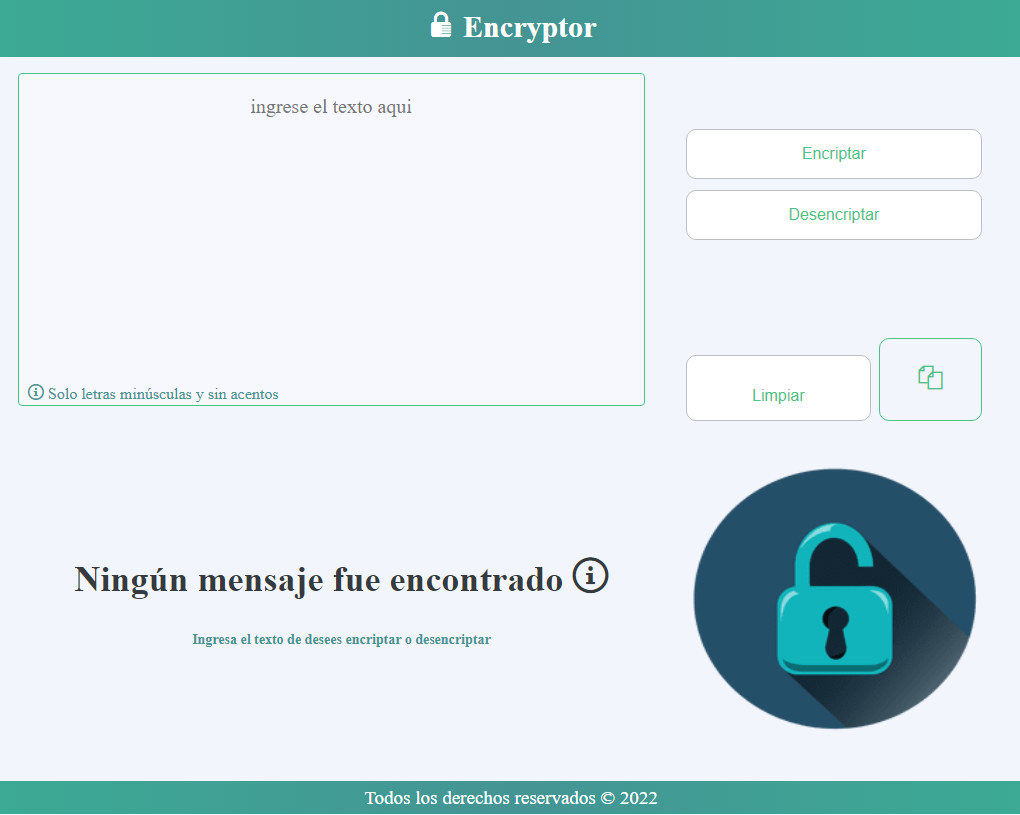 Encryptor
ingrese el texto aqui
Encriptar
Desencriptar
Solo letras minúsculas y sin acentos
Limpiar
Ningún mensaje fue encontrado
Ingresa el texto de desees encriptar o desencriptar
Todos los derechos reservados © 2022